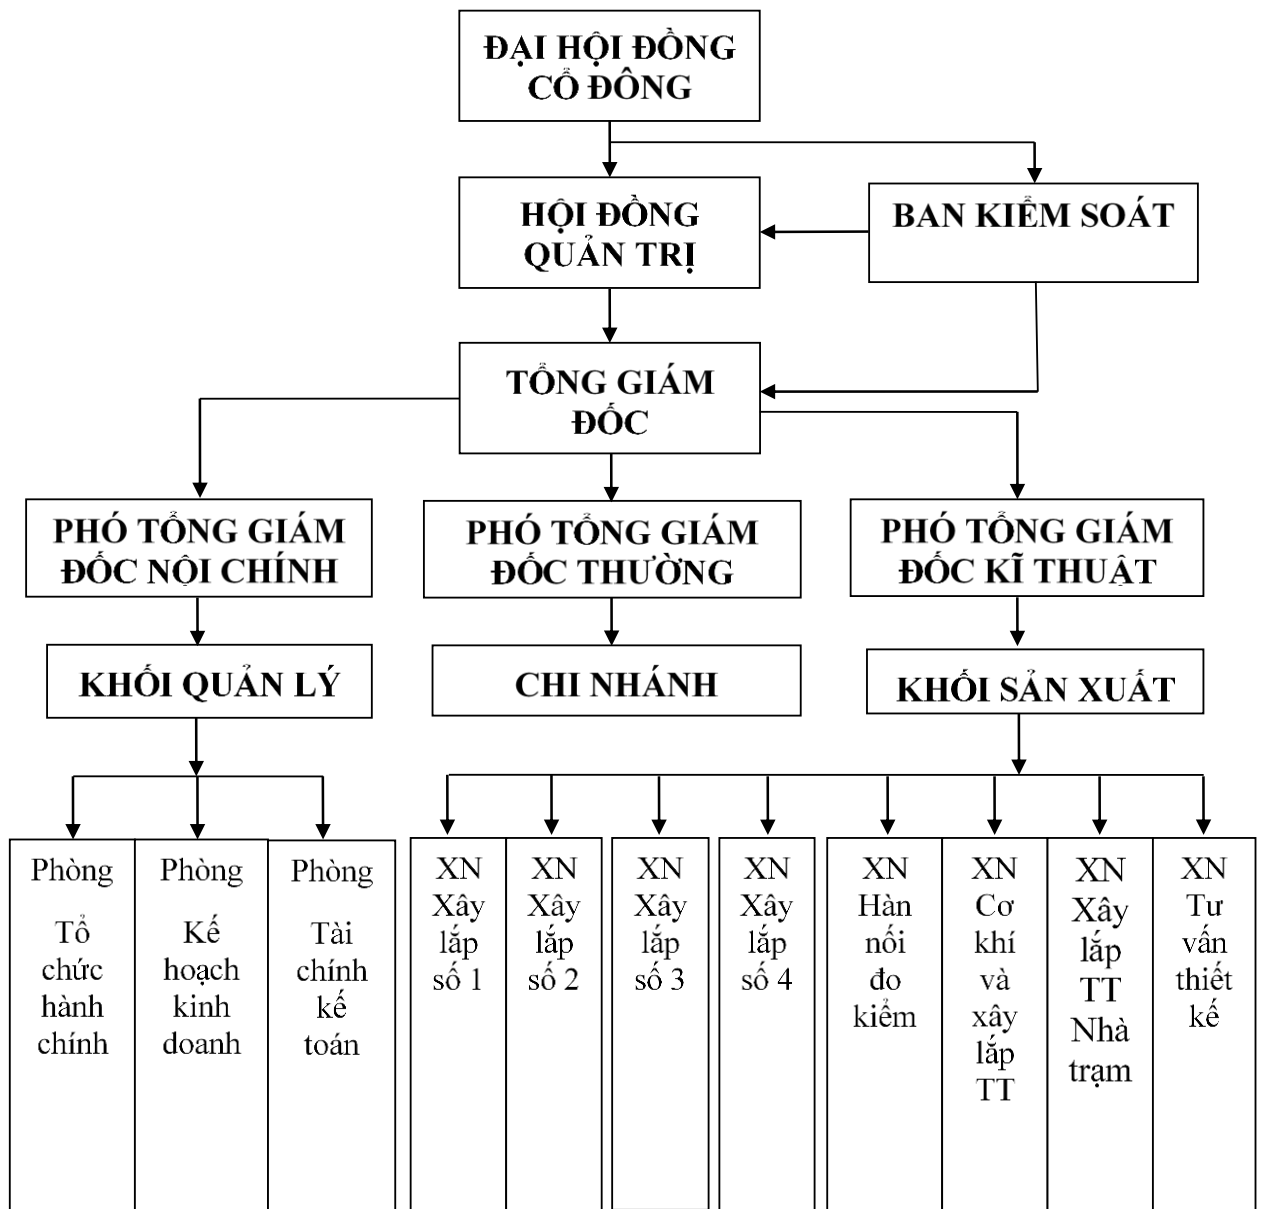 ĐẠI HỘI ĐỒNG
CỔ ĐÔNG
HỘI ĐỒNG
QUẢN TRỊ
BAN KIỂM SOÁT
TỔNG GIÁM
ĐỐC
PHÓ TỔNG GIÁM
ĐỐC NỘI CHÍNH
PHÓ TỔNG GIÁM
ĐỐC THƯỜNG
PHÓ TỔNG GIÁM
ĐỐC KĨ THUẬT
KHỐI QUẢN LÝ
CHI NHÁNH
KHỐI SẢN XUẤT
Phòng
Tổ
chức
hành
chính
Phòng
Kế
hoạch
kinh
doanh
Phòng
Tài
chính
kế
toán
XN
Xây
lắp
số 1
XN
Xây
lắp
số 2
XN
Xây
lắp
số 3
XN
Xây
lắp
số 4
XN
Hàn
nối
đo
kiểm
XN
Cơ
khí
và
xây
lắp
TT
XN
Xây
lắp
TT
Nhà
trạm
XN
Tư
vấn
thiết
kế